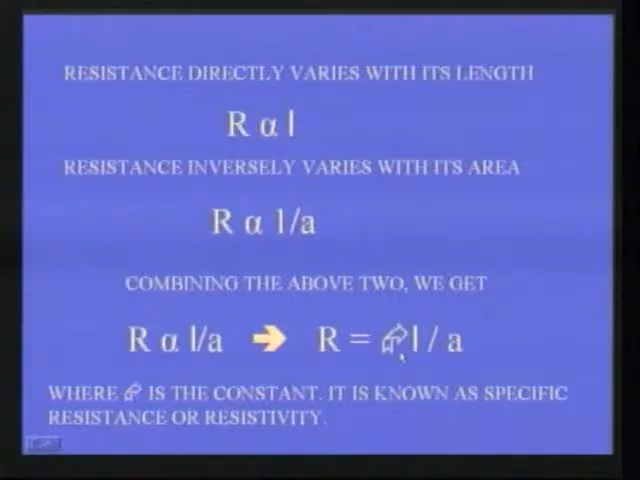 RESISTANCE DIRECTLY VARIES WITH ITS LENGTH
R α l
RESISTANCE INVERSELY VARIES WITH ITS AREA
R α 1/a
COMBINING THE ABOVE TWO, WE GET
R α l/a ➔ R = l / a
WHERE IS THE CONSTANT. IT IS KNOWN AS SPECIFIC
RESISTANCE OR RESISTIVITY.